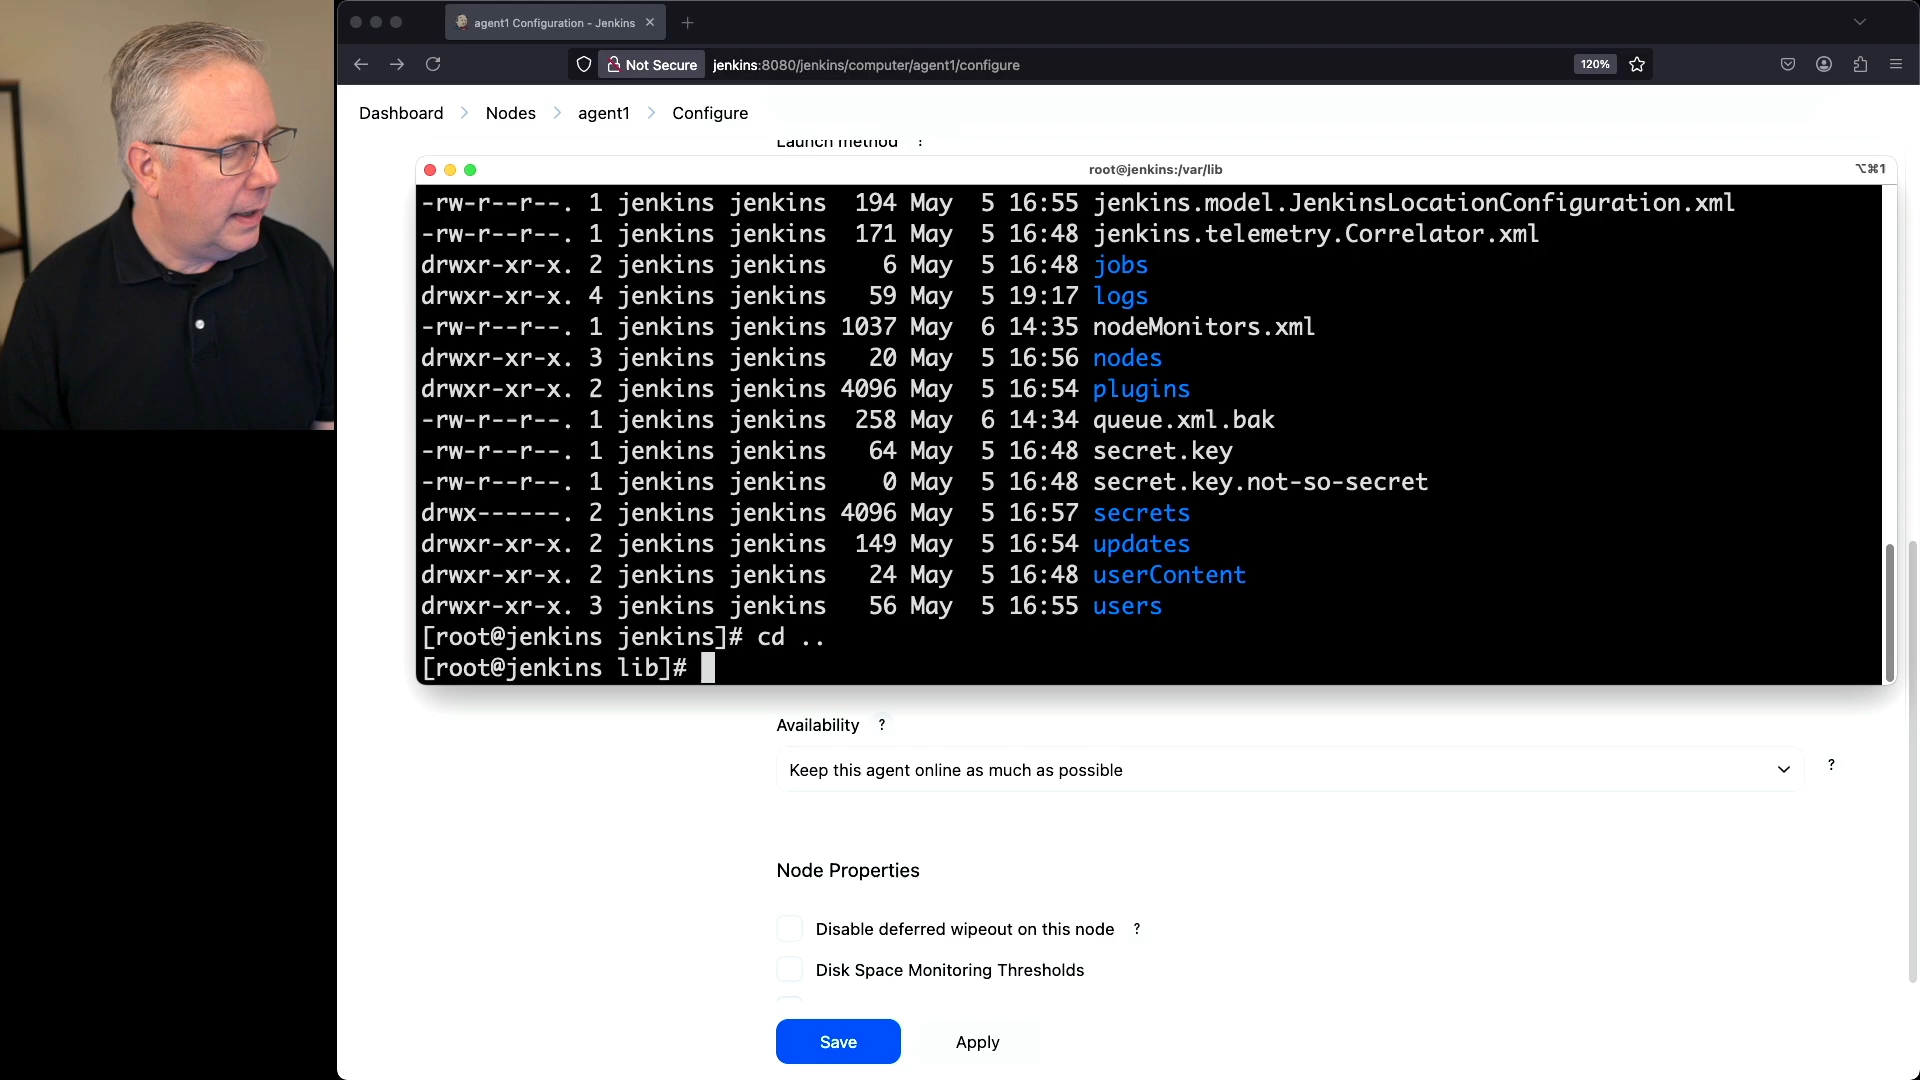 agent1 Configuration - Jenkins
Not Secure
jenkins:8080/jenkins/computer/agent1/configure
120%
Dashboard
Nodes
agent1
Configure
Launch method ?
root@jenkins:/var/lib
⌥⌘1
-rw-r--r--. 1 jenkins jenkins 194 May 5 16:55 jenkins.model.JenkinsLocationConfiguration.xml
-rw-r--r--. 1 jenkins jenkins 171 May 5 16:48 jenkins.telemetry.Correlator.xml
drwxr-xr-x. 2 jenkins jenkins 6 May 5 16:48 jobs
drwxr-xr-x. 4 jenkins jenkins 59 May 5 19:17 logs
-rw-r--r--. 1 jenkins jenkins 1037 May 6 14:35 nodeMonitors.xml
drwxr-xr-x. 3 jenkins jenkins 20 May 5 16:56 nodes
drwxr-xr-x. 2 jenkins jenkins 4096 May 5 16:54 plugins
-rw-r--r--. 1 jenkins jenkins 258 May 6 14:34 queue.xml.bak
-rw-r--r--. 1 jenkins jenkins 64 May 5 16:48 secret.key
-rw-r--r--. 1 jenkins jenkins 0 May 5 16:48 secret.key.not-so-secret
drwx------. 2 jenkins jenkins 4096 May 5 16:57 secrets
drwxr-xr-x. 2 jenkins jenkins 149 May 5 16:54 updates
drwxr-xr-x. 2 jenkins jenkins 24 May 5 16:48 userContent
drwxr-xr-x. 3 jenkins jenkins 56 May 5 16:55 users
[root@jenkins jenkins]# cd ..
[root@jenkins lib]#
Availability ?
Keep this agent online as much as possible
?
Node Properties
Disable deferred wipeout on this node ?
Disk Space Monitoring Thresholds
Save
Apply